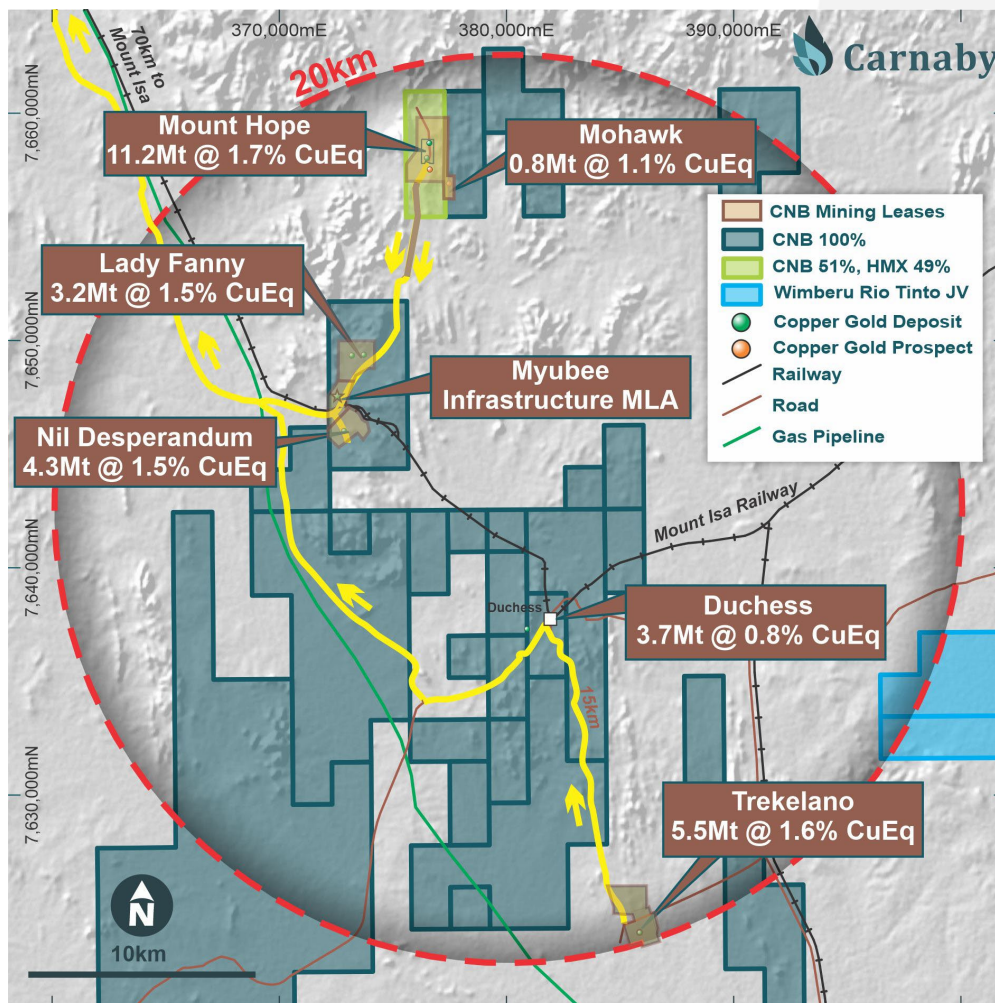 370,000mE
380,000mE
390,000mE
Carnaby
70km to
Mount Isa
20km
7,660,000mN
Mount Hope
11.2Mt @ 1.7% CuEq
Mohawk
0.8Mt @ 1.1% CuEq
CNB Mining Leases
CNB 100%
CNB 51%, HMX 49%
Wimberu Rio Tinto JV
Copper Gold Deposit
Copper Gold Prospect
Railway
Road
Gas Pipeline
Lady Fanny
3.2Mt @ 1.5% CuEq
7,650,000mN
Myubee
Infrastructure MLA
Nil Desperandum
4.3Mt @ 1.5% CuEq
Mount Isa Railway
7,640,000mN
Duchess
Duchess
3.7Mt @ 0.8% CuEq
15km
7,630,000mN
Trekelano
5.5Mt @ 1.6% CuEq
N
10km